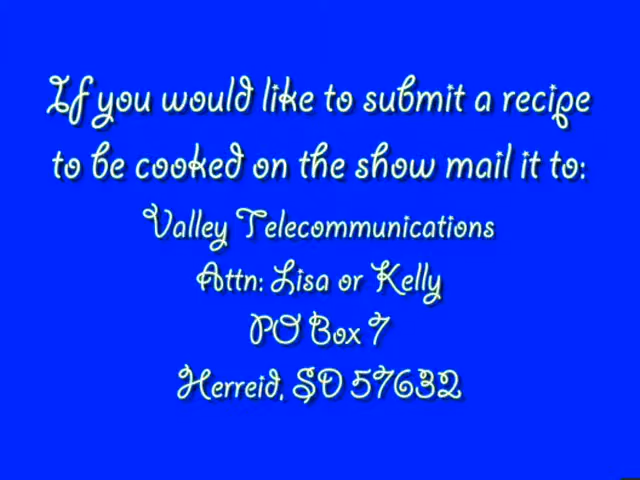 If you would like to submit a recipe
to be cooked on the show mail it to:
Valley Telecommunications
Attn: Lisa or Kelly
PO Box 7
Herreid, SD 57632